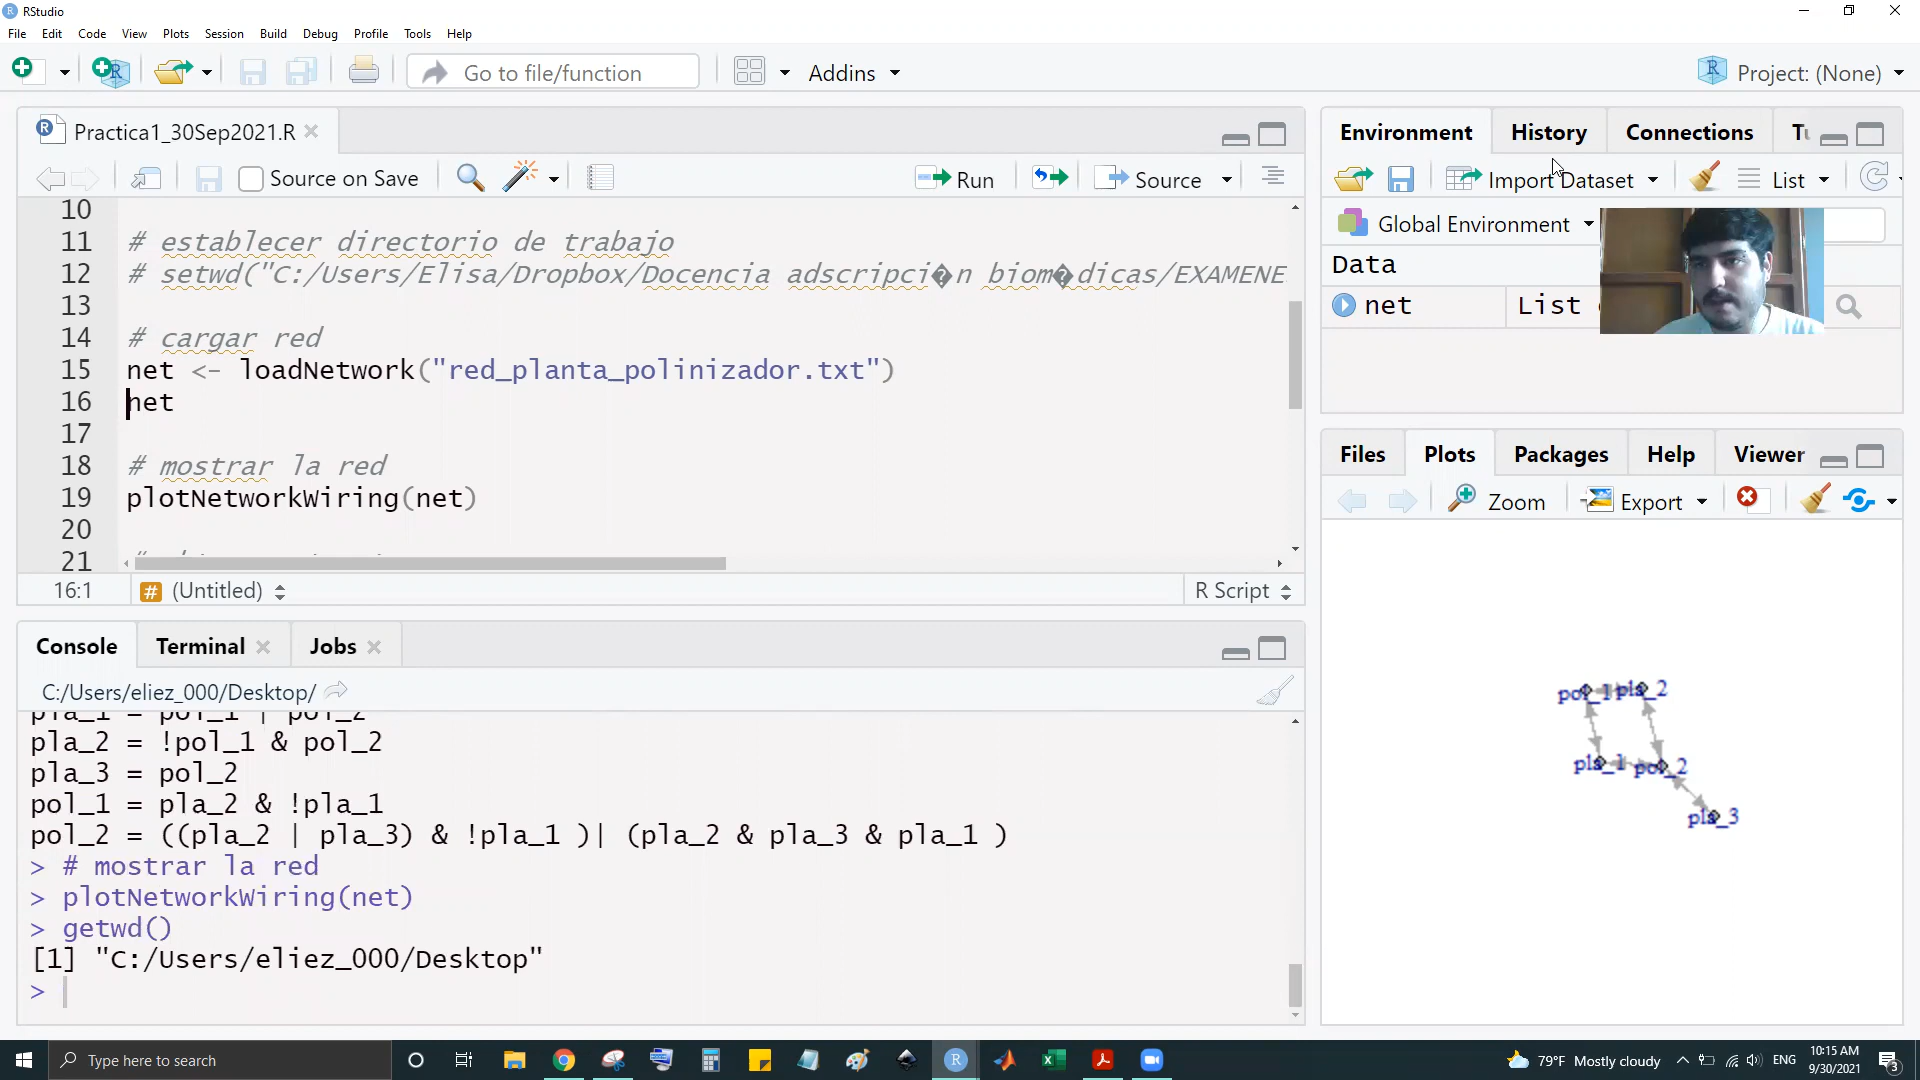 RStudio
File Edit Code View Plots Session Build Debug Profile Tools Help
Go to file/function Addins Project: (None)
Practica1_30Sep2021.R
Source on Save Run Source
10
11 # establecer directorio de trabajo
12 # setwd("C:/Users/Elisa/Dropbox/Docencia adscripci�n biom�dicas/EXAMENE
13
14 # cargar red
15 net <- loadNetwork("red_planta_polinizador.txt")
16 net
17
18 # mostrar la red
19 plotNetworkWiring(net)
20
21
16:1 (Untitled) R Script
Console Terminal Jobs
C:/Users/eliez_000/Desktop/
pla_1 = pol_1 | pol_2
pla_2 = !pol_1 & pol_2
pla_3 = pol_2
pol_1 = pla_2 & !pla_1
pol_2 = ((pla_2 | pla_3) & !pla_1 )| (pla_2 & pla_3 & pla_1 )
> # mostrar la red
> plotNetworkWiring(net)
> getwd()
[1] "C:/Users/eliez_000/Desktop"
>
Environment History Connections
Import Dataset List
Global Environment
Data
net List
Files Plots Packages Help Viewer
Zoom Export
pol_1 pla_2
pla_1 pol_2
pla_3
Type here to search
79°F Mostly cloudy ENG
10:15 AM
9/30/2021
3